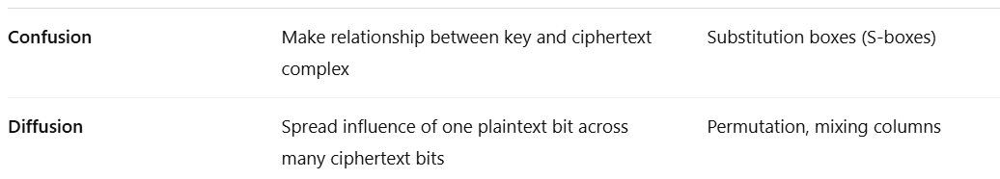 Confusion
Make relationship between key and ciphertext
complex
Substitution boxes (S-boxes)
Diffusion
Spread influence of one plaintext bit across
many ciphertext bits
Permutation, mixing columns